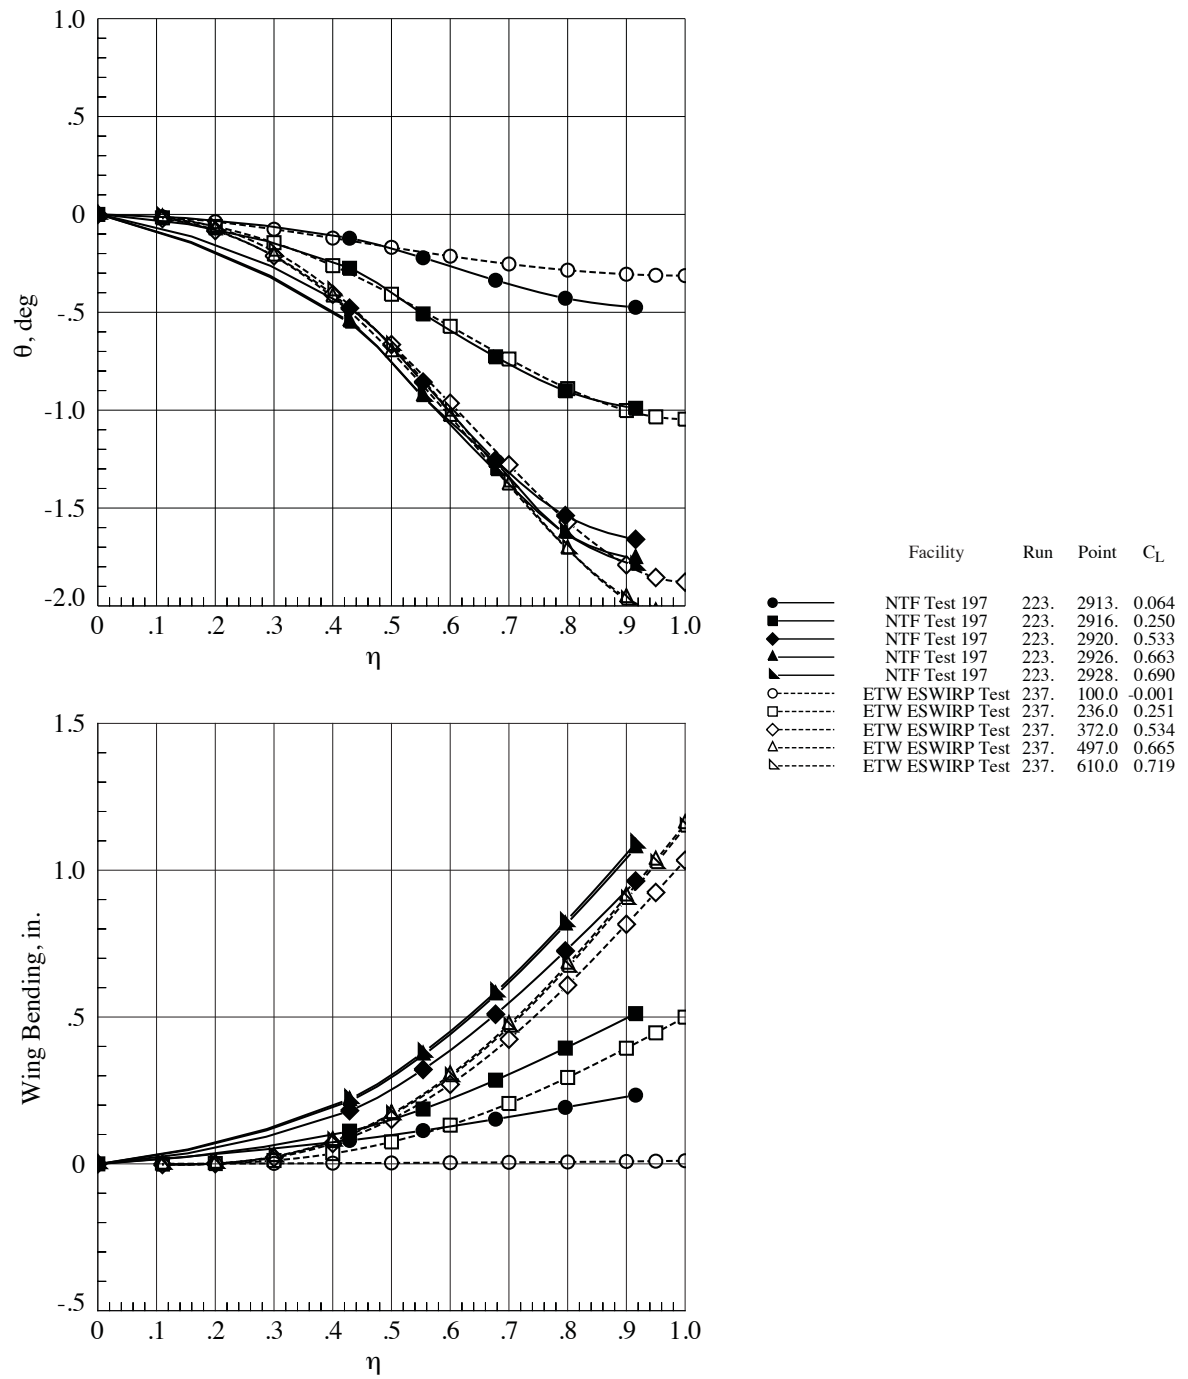 1.0
.5
0
-.5
-1.0
-1.5
-2.0
θ, deg
0 .1 .2 .3 .4 .5 .6 .7 .8 .9 1.0
η
Facility Run Point CL
NTF Test 197 223. 2913. 0.064
NTF Test 197 223. 2916. 0.250
NTF Test 197 223. 2920. 0.533
NTF Test 197 223. 2926. 0.663
NTF Test 197 223. 2928. 0.690
ETW ESWIRP Test 237. 100.0 -0.001
ETW ESWIRP Test 237. 236.0 0.251
ETW ESWIRP Test 237. 372.0 0.534
ETW ESWIRP Test 237. 497.0 0.665
ETW ESWIRP Test 237. 610.0 0.719
1.5
1.0
.5
0
-.5
Wing Bending, in.
0 .1 .2 .3 .4 .5 .6 .7 .8 .9 1.0
η